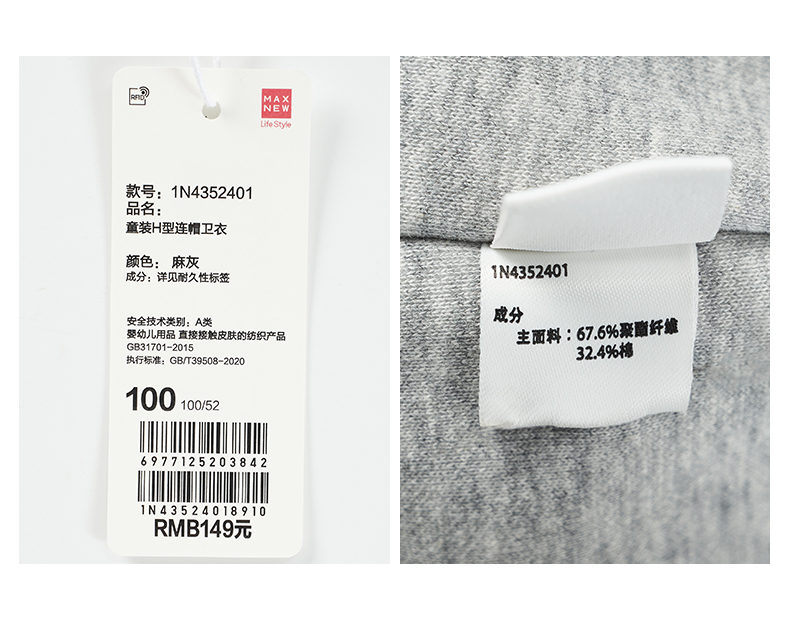 RFID
MAX
NEW
Life Style
款号：1N4352401
品名：
童装H型连帽卫衣
颜色：麻灰
成分：详见耐久性标签
安全技术类别：A类
婴幼儿用品 直接接触皮肤的纺织产品
GB31701-2015
执行标准：GB/T39508-2020
100 100/52
6977125203842
1N43524018910
RMB149元
1N4352401
成分
主面料：67.6%聚酯纤维
32.4%棉